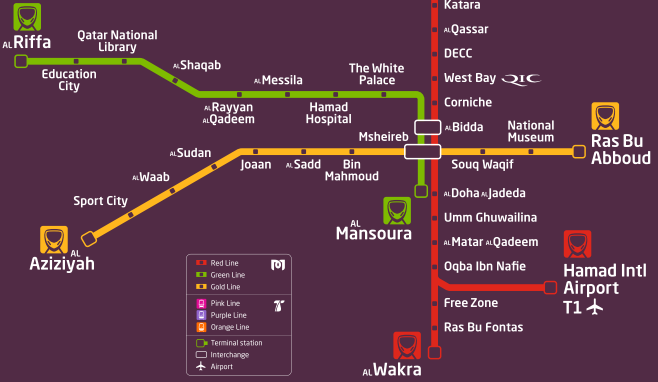 Katara
AL Riffa
Qatar National
Library
AL Qassar
DECC
AL Shaqab
Education
City
AL Messila
The White
Palace
West Bay QIC
Corniche
AL Rayyan
AL Qadeem
Hamad
Hospital
AL Bidda
National
Museum
Ras Bu
Abboud
Msheireb
AL Sudan
Joaan
AL Sadd
Bin
Mahmoud
Souq Waqif
AL Waab
AL Doha AL Jadeda
Sport City
Umm Ghuwailina
AL
Mansoura
AL Matar AL Qadeem
AL
Aziziyah
Oqba Ibn Nafie
Hamad Intl
Airport
T1
Red Line
Green Line
Gold Line
Pink Line
Purple Line
Orange Line
Terminal station
Interchange
Airport
Free Zone
Ras Bu Fontas
AL Wakra